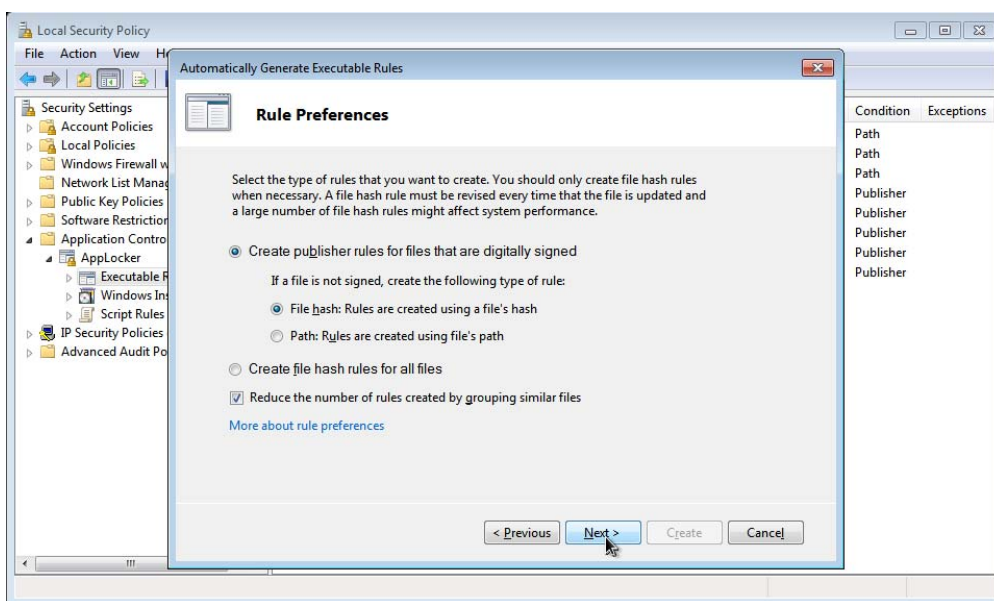 Local Security Policy
File Action View
Security Settings
Account Policies
Local Policies
Windows Firewall
Network List
Public Key Policies
Software
Application
AppLocker
Executable
Windows
Script Rules
IP Security Policies
Advanced Audit
Automatically Generate Executable Rules
Rule Preferences
Select the type of rules that you want to create. You should only create file hash rules
when necessary. A file hash rule must be revised every time that the file is updated and
a large number of file hash rules might affect system performance.
Create publisher rules for files that are digitally signed
If a file is not signed, create the following type of rule:
File hash: Rules are created using a file's hash
Path: Rules are created using file's path
Create file hash rules for all files
Reduce the number of rules created by grouping similar files
More about rule preferences
< Previous Next > Create Cancel
Condition Exceptions
Path
Path
Path
Publisher
Publisher
Publisher
Publisher
Publisher